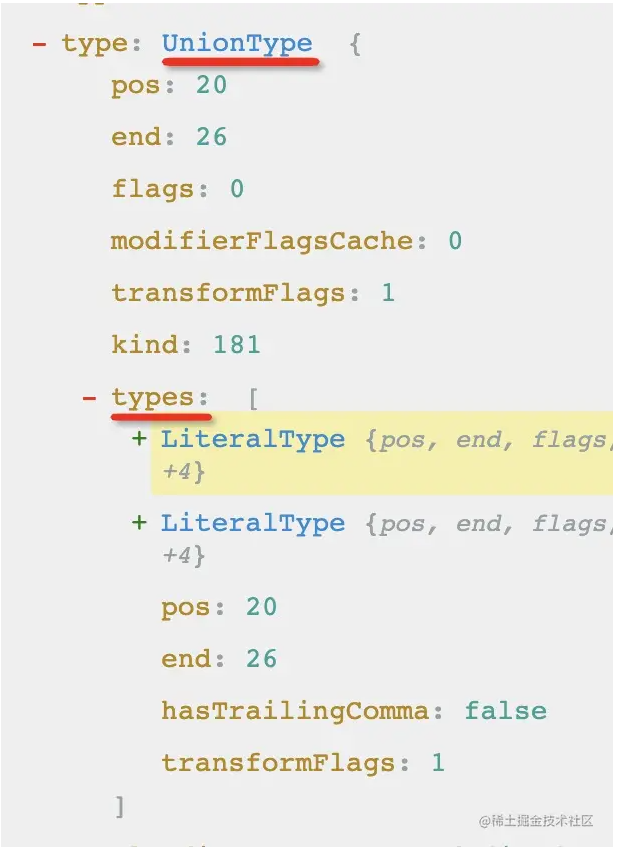 - type: UnionType {
pos: 20
end: 26
flags: 0
modifierFlagsCache: 0
transformFlags: 1
kind: 181
- types: [
+ LiteralType {pos, end, flags,
+4}
+ LiteralType {pos, end, flags,
+4}
pos: 20
end: 26
hasTrailingComma: false
transformFlags: 1
]
@稀土掘金技术社区